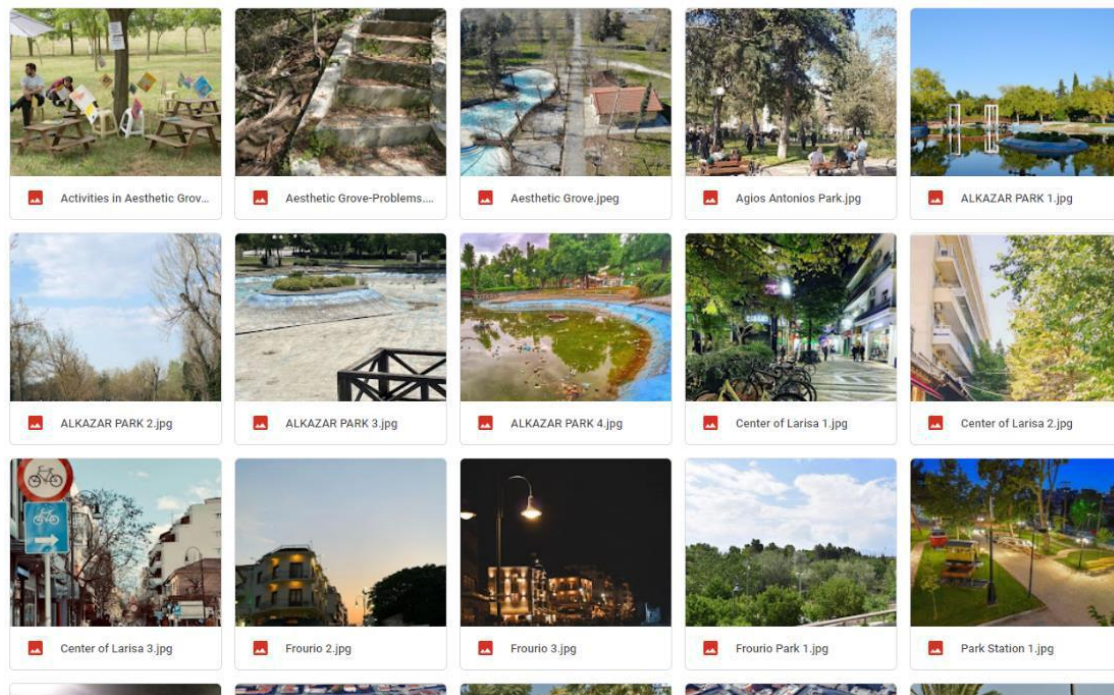 Activities in Aesthetic Grov...
Aesthetic Grove-Problems....
Aesthetic Grove.jpeg
Agios Antonios Park.jpg
ALKAZAR PARK 1.jpg
ALKAZAR PARK 2.jpg
ALKAZAR PARK 3.jpg
ALKAZAR PARK 4.jpg
Center of Larisa 1.jpg
Center of Larisa 2.jpg
Center of Larisa 3.jpg
Frourio 2.jpg
Frourio 3.jpg
Frourio Park 1.jpg
Park Station 1.jpg